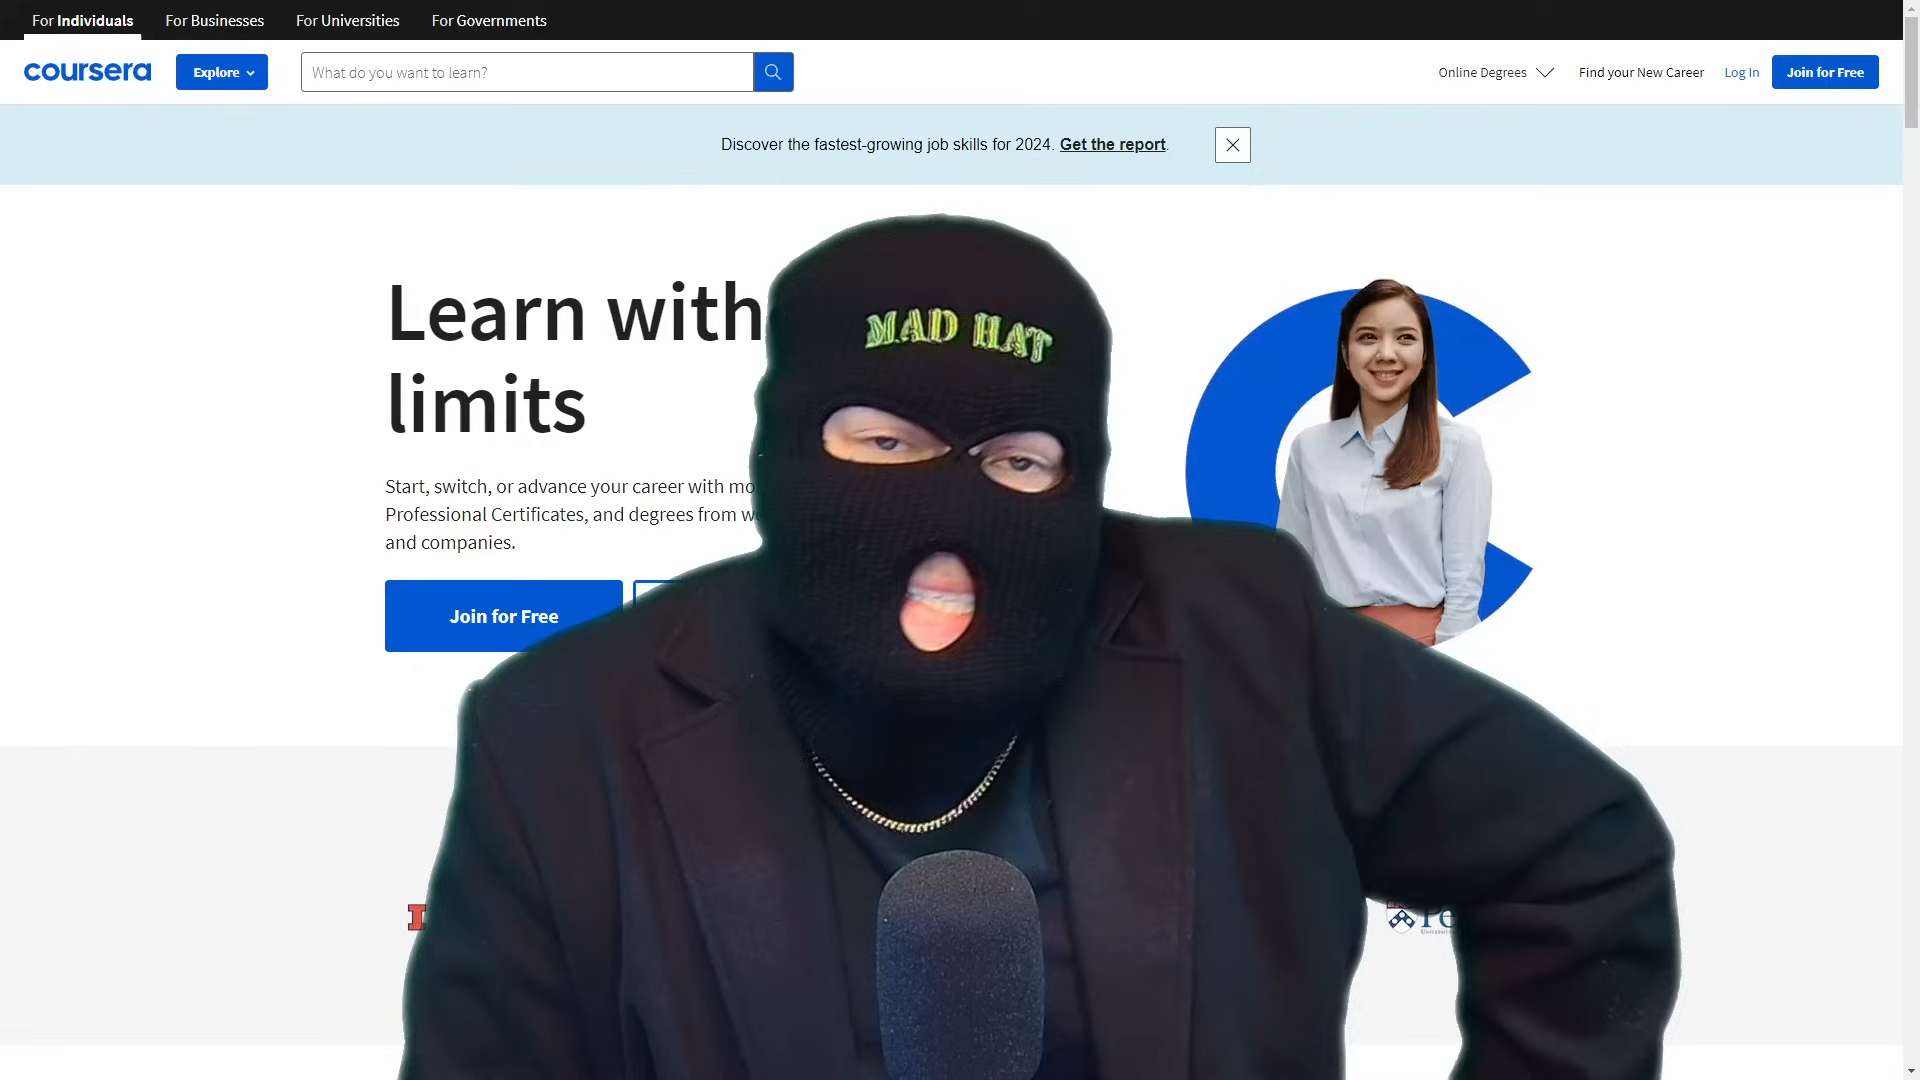 For Individuals
For Businesses
For Universities
For Governments
coursera
Explore
What do you want to learn?
Online Degrees
Find your New Career
Log In
Join for Free
Discover the fastest-growing job skills for 2024. Get the report.
Learn with
limits
MAD HAT
Start, switch, or advance your career with
Professional Certificates, and degrees from
and companies.
Join for Free
I